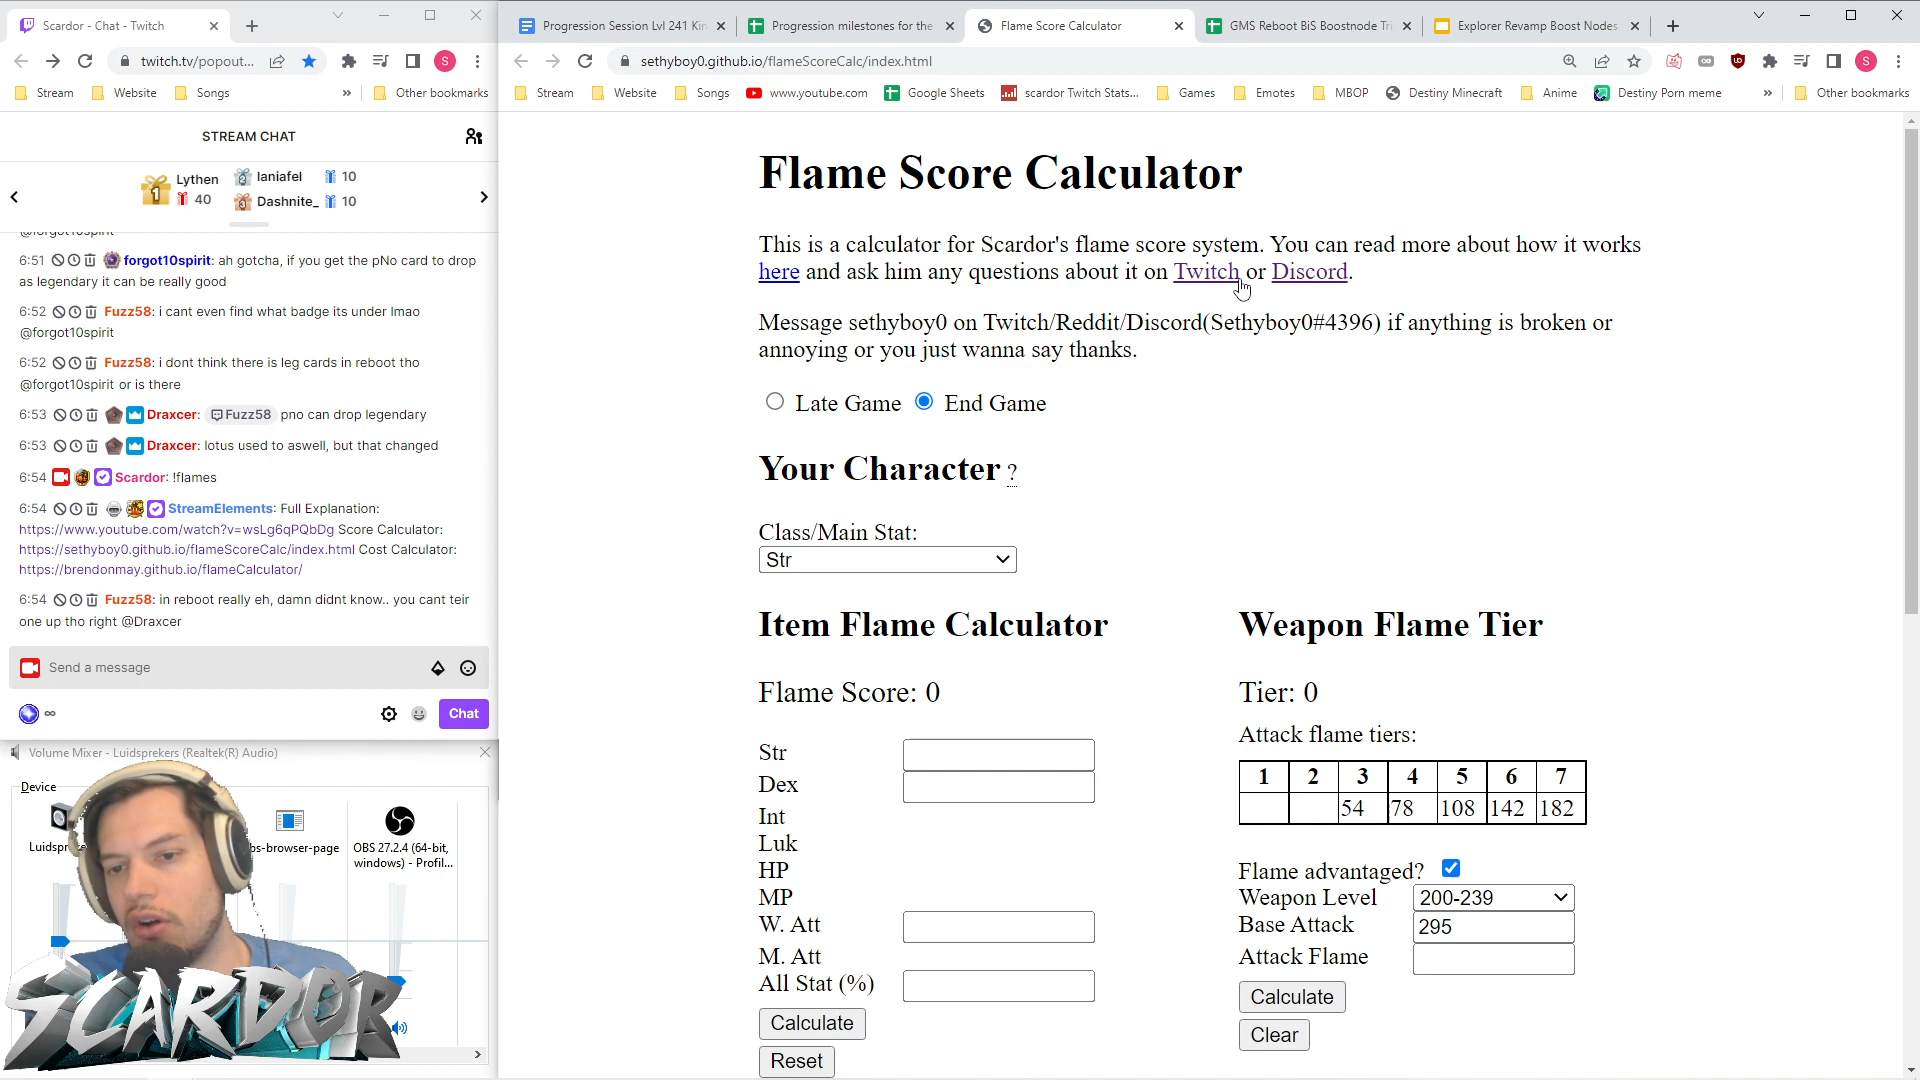 Scardor - Chat - Twitch
twitch.tv/popout...
Stream
Website
Songs
»
Other bookmarks
STREAM CHAT
Lythen
40
1
laniafel
10
Dashnite_
10
@forgot10spirit
6:51 forgot10spirit: ah gotcha, if you get the pNo card to drop
as legendary it can be really good
6:52 Fuzz58: i cant even find what badge its under lmao
@forgot10spirit
6:52 Fuzz58: i dont think there is leg cards in reboot tho
@forgot10spirit or is there
6:53 Draxcer: Fuzz58 pno can drop legendary
6:53 Draxcer: lotus used to aswell, but that changed
6:54 Scardor: !flames
6:54 StreamElements: Full Explanation:
https://www.youtube.com/watch?v=wsLg6qPQbDg Score Calculator:
https://sethyboy0.github.io/flameScoreCalc/index.html Cost Calculator:
https://brendonmay.github.io/flameCalculator/
6:54 Fuzz58: in reboot really eh, damn didnt know.. you cant teir
one up tho right @Draxcer
Send a message
∞
Chat
Volume Mixer - Luidsprekers (Realtek(R) Audio)
Device
bs-browser-page
OBS 27.2.4 (64-bit,
windows) - Profil...
SCARDOR
Progression Session Lvl 241 Kin
Progression milestones for the
Flame Score Calculator
GMS Reboot BiS Boostnode Tri
Explorer Revamp Boost Nodes
sethyboy0.github.io/flameScoreCalc/index.html
Stream
Website
Songs
www.youtube.com
Google Sheets
scardor Twitch Stats...
Games
Emotes
MBOP
Destiny Minecraft
Anime
Destiny Porn meme
»
Other bookmarks
Flame Score Calculator
This is a calculator for Scardor's flame score system. You can read more about how it works
here and ask him any questions about it on Twitch or Discord.
Message sethyboy0 on Twitch/Reddit/Discord(Sethyboy0#4396) if anything is broken or
annoying or you just wanna say thanks.
Late Game End Game
Your Character ?
Class/Main Stat:
Str
Item Flame Calculator
Flame Score: 0
Str
Dex
Int
Luk
HP
MP
W. Att
M. Att
All Stat (%)
Calculate
Reset
Weapon Flame Tier
Tier: 0
Attack flame tiers:
1 2 3 4 5 6 7
54 78 108 142 182
Flame advantaged?
Weapon Level 200-239
Base Attack 295
Attack Flame
Calculate
Clear